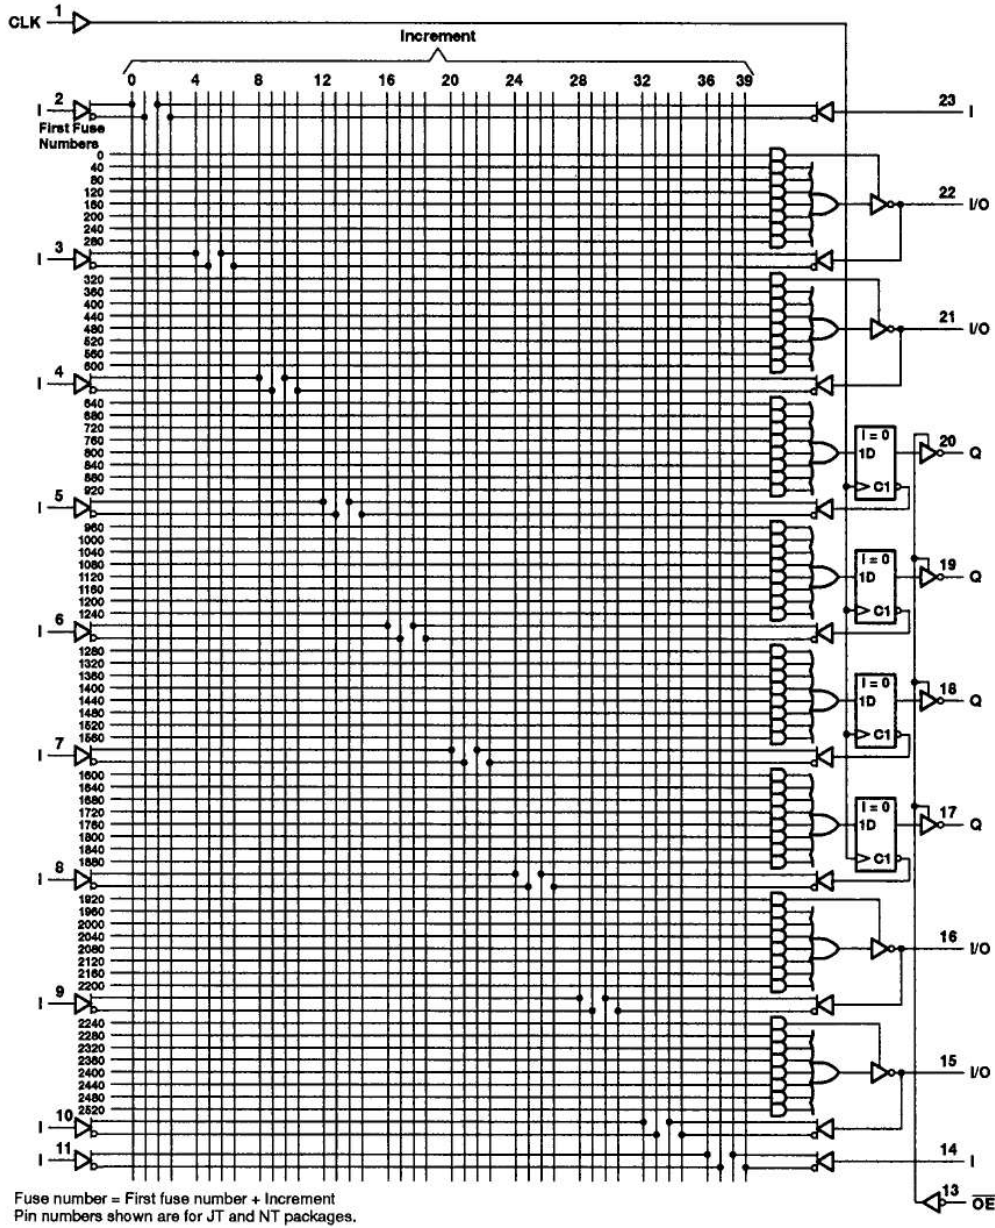 CLK 1
Increment
0 4 8 12 16 20 24 28 32 36 39
I 2
23 I
First Fuse
Numbers
0
40
80
120
160
22 I/O
200
240
280
I 3
320
360
400
440
21 I/O
480
520
560
600
I 4
640
680
720
I = 0
760
20 Q
800
1D
840
880
C1
920
I 5
960
1000
1040
I = 0
1080
19 Q
1120
1D
1160
1200
C1
1240
I 6
1280
1320
1360
I = 0
1400
18 Q
1440
1D
1480
1520
C1
1560
I 7
1600
1640
1680
I = 0
1720
17 Q
1760
1D
1800
1840
C1
1880
I 8
1920
1960
2000
2040
16 I/O
2080
2120
2160
2200
I 9
2240
2280
2320
2360
15 I/O
2400
2440
2480
2520
I 10
I 11
14 I
13 OE
Fuse number = First fuse number + Increment
Pin numbers shown are for JT and NT packages.